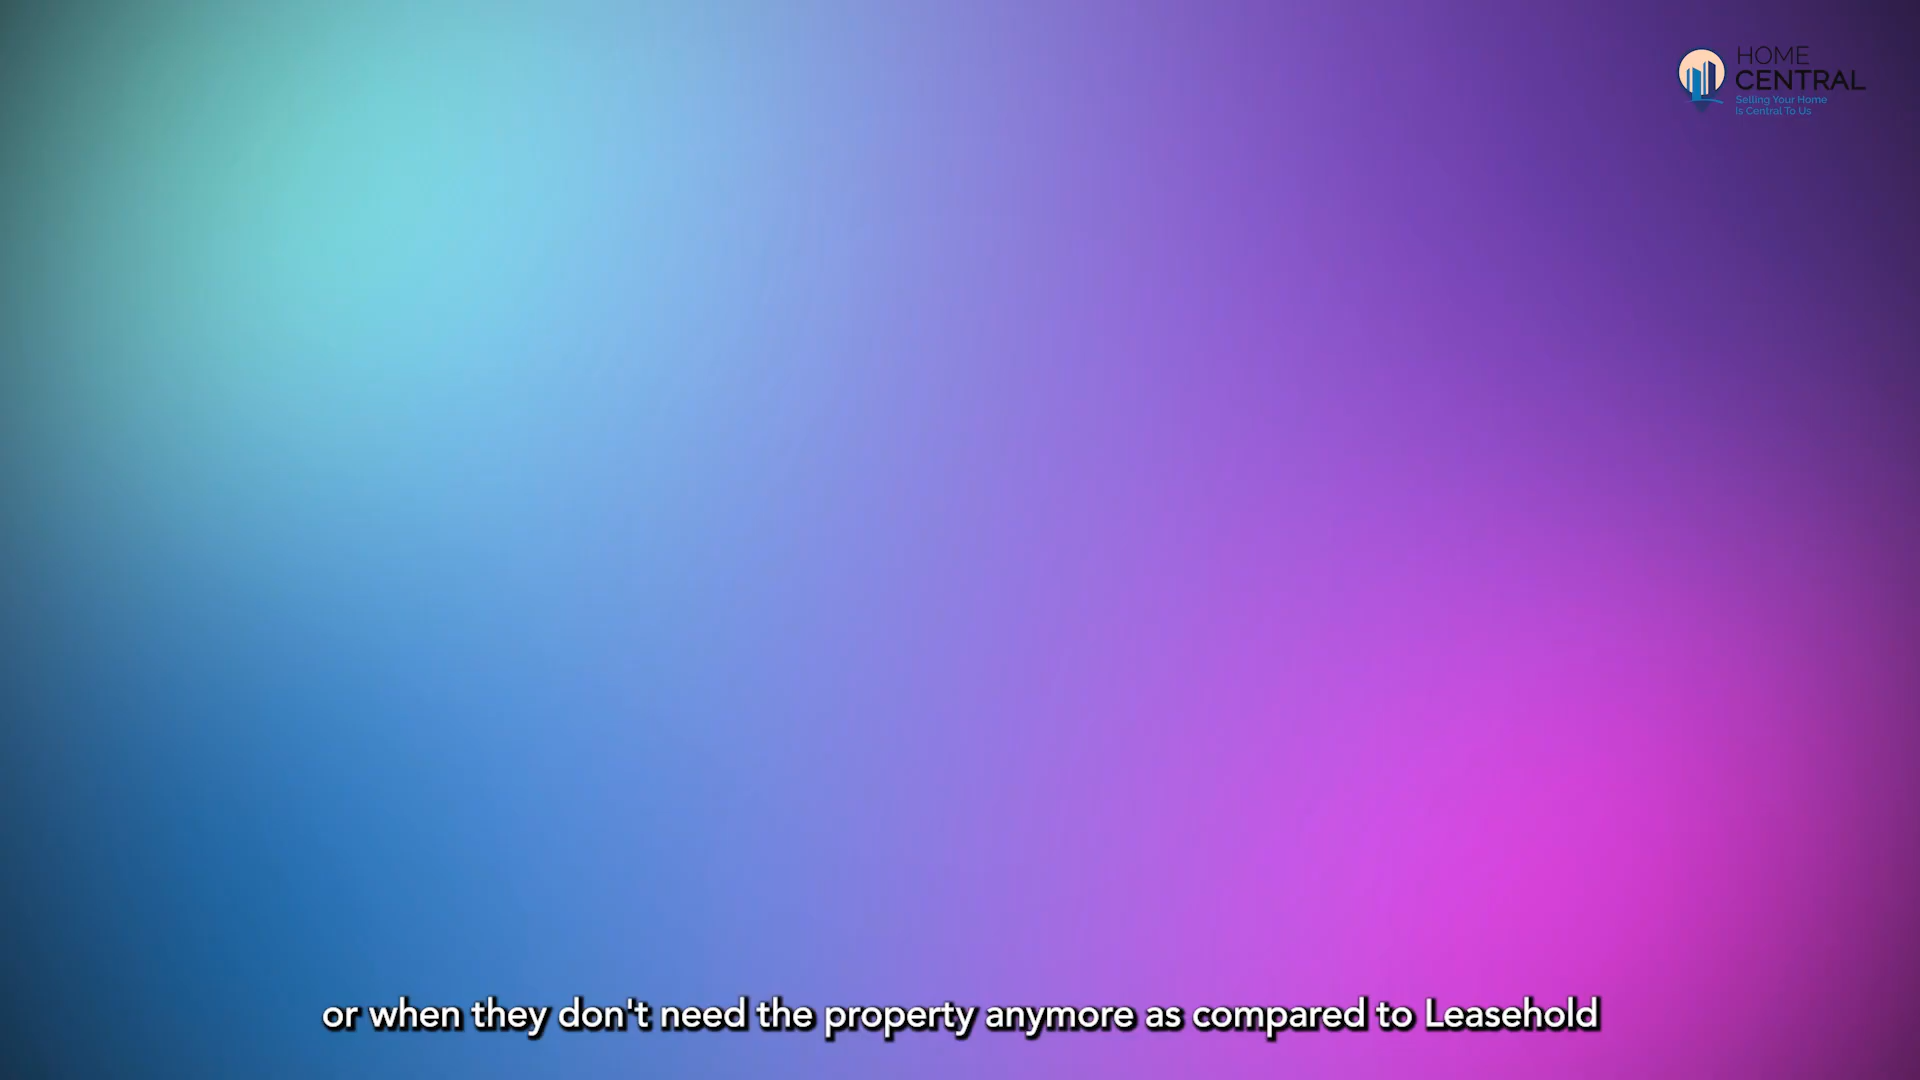 HOME
CENTRAL
Selling Your Home
Is Central To Us
or when they don't need the property anymore as compared to Leasehold